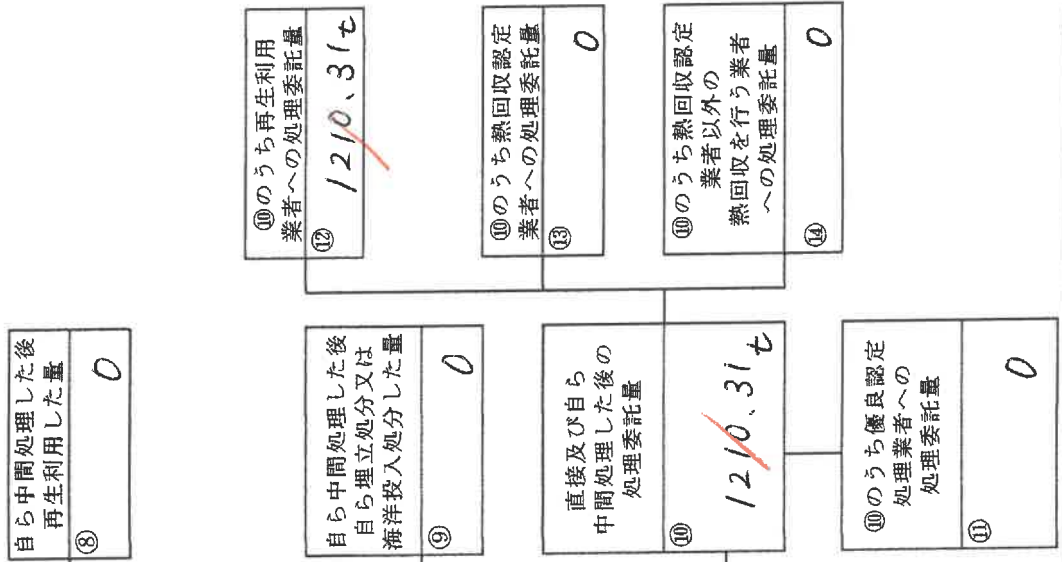 自ら中間処理した後
再生利用した量
⑧
0
自ら中間処理した後
自ら埋立処分又は
海洋投入処分した量
⑨
0
直接及び自ら
中間処理した後の
処理委託量
⑩
1210、31t
⑩のうち優良認定
処理業者への
処理委託量
⑪
0
⑩のうち再生利用
業者への処理委託量
⑫
1210、31t
⑩のうち熱回収認定
業者への処理委託量
⑬
0
⑩のうち熱回収認定
業者以外の
熱回収を行う業者
への処理委託量
⑭
0